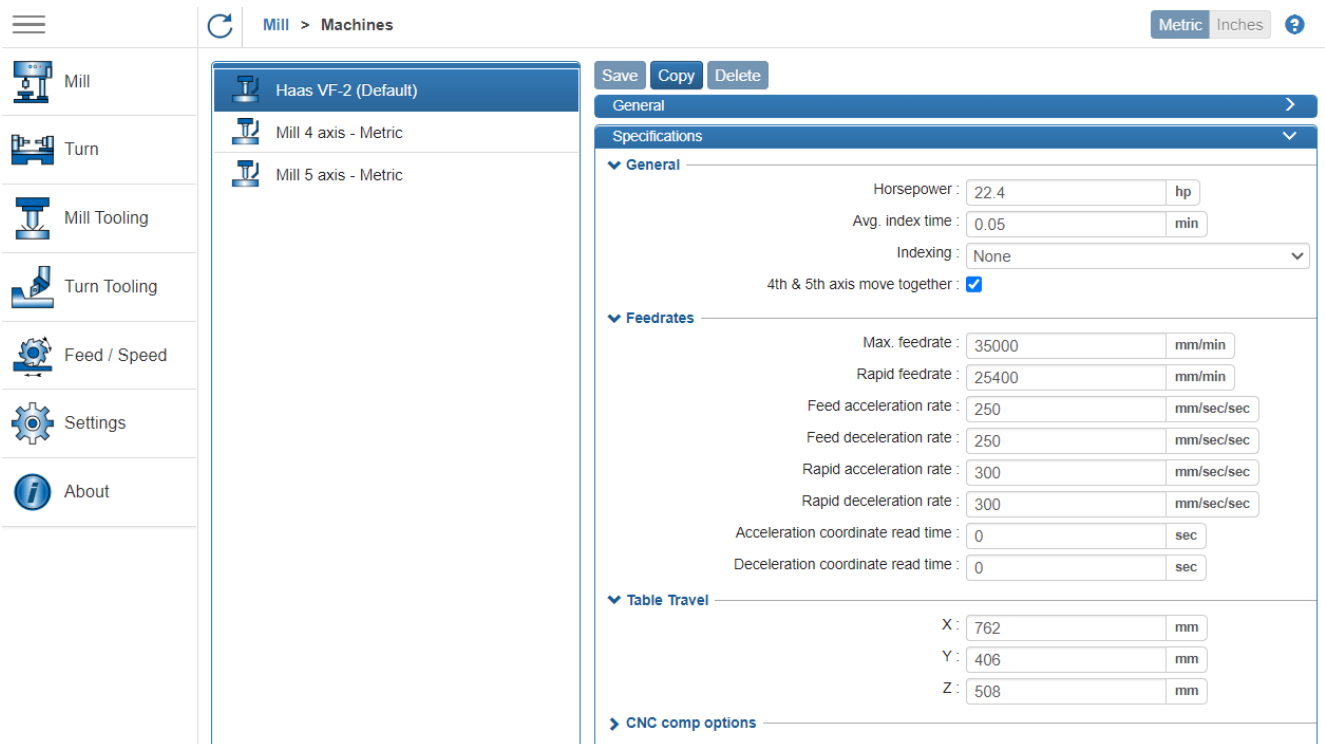 Mill > Machines
Metric Inches ?
Mill
Turn
Mill Tooling
Turn Tooling
Feed / Speed
Settings
About
Haas VF-2 (Default)
Mill 4 axis - Metric
Mill 5 axis - Metric
Save Copy Delete
General
Specifications
General
Horsepower : 22.4 hp
Avg. index time : 0.05 min
Indexing : None
4th & 5th axis move together :
Feedrates
Max. feedrate : 35000 mm/min
Rapid feedrate : 25400 mm/min
Feed acceleration rate : 250 mm/sec/sec
Feed deceleration rate : 250 mm/sec/sec
Rapid acceleration rate : 300 mm/sec/sec
Rapid deceleration rate : 300 mm/sec/sec
Acceleration coordinate read time : 0 sec
Deceleration coordinate read time : 0 sec
Table Travel
X : 762 mm
Y : 406 mm
Z : 508 mm
CNC comp options